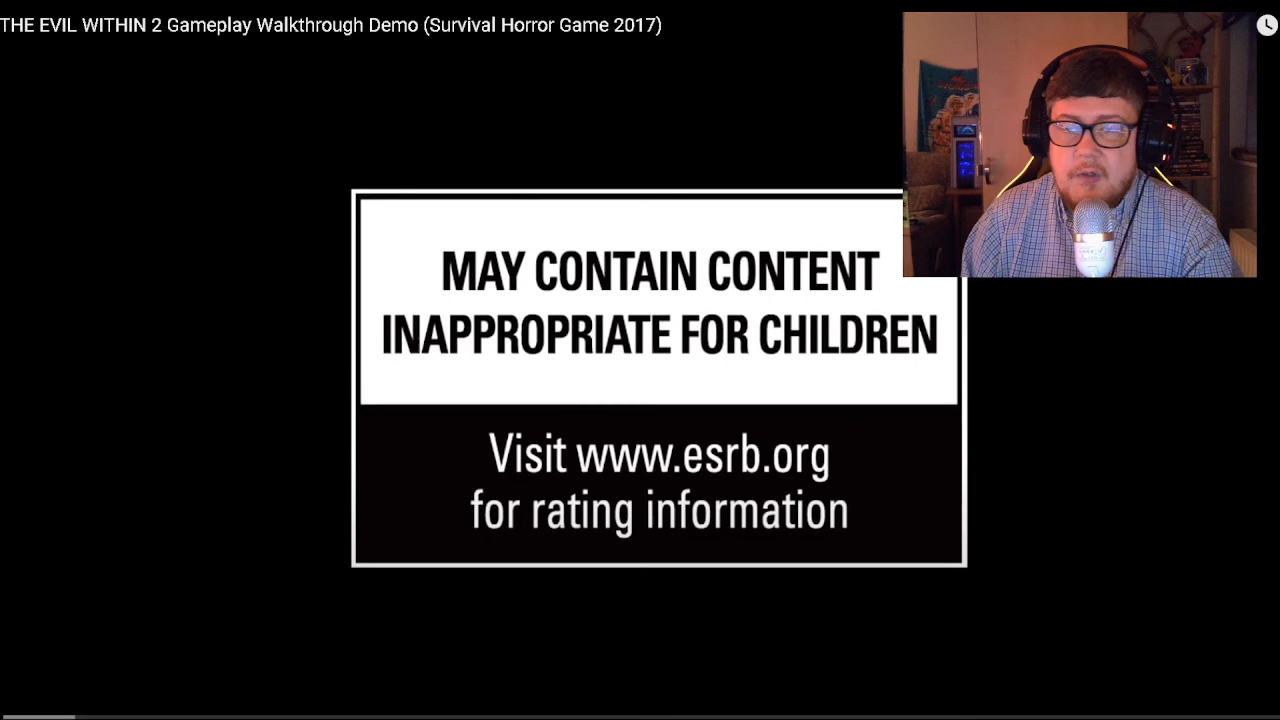 THE EVIL WITHIN 2 Gameplay Walkthrough Demo (Survival Horror Game 2017)
MAY CONTAIN CONTENT
INAPPROPRIATE FOR CHILDREN
Visit www.esrb.org
for rating information